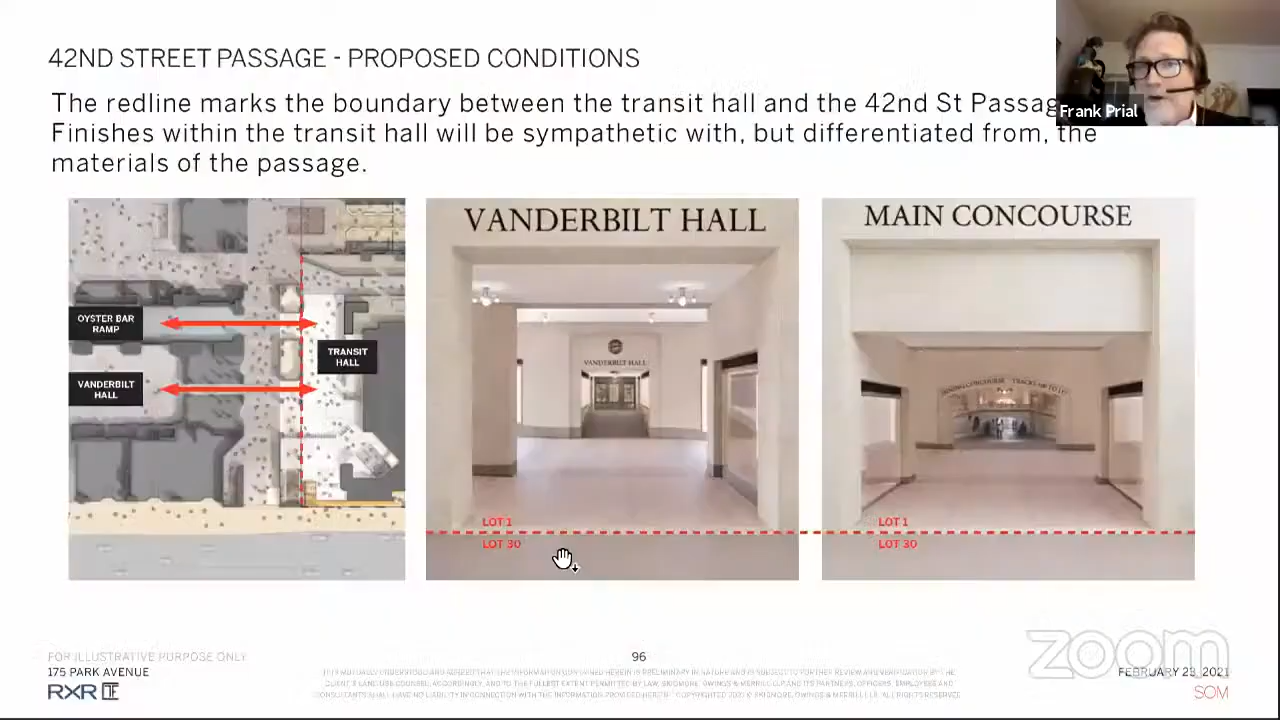 42ND STREET PASSAGE - PROPOSED CONDITIONS
The redline marks the boundary between the transit hall and the 42nd St Passag
Finishes within the transit hall will be sympathetic with, but differentiated from, the
materials of the passage.
Frank Prial
OYSTER BAR
RAMP
TRANSIT
HALL
VANDERBILT
HALL
VANDERBILT HALL
VANDERBILT HALL
LOT 1
LOT 30
MAIN CONCOURSE
LOT 1
LOT 30
FOR ILLUSTRATIVE PURPOSE ONLY
175 PARK AVENUE
RXR
96
zoom
FEBRUARY 23, 2021
SOM